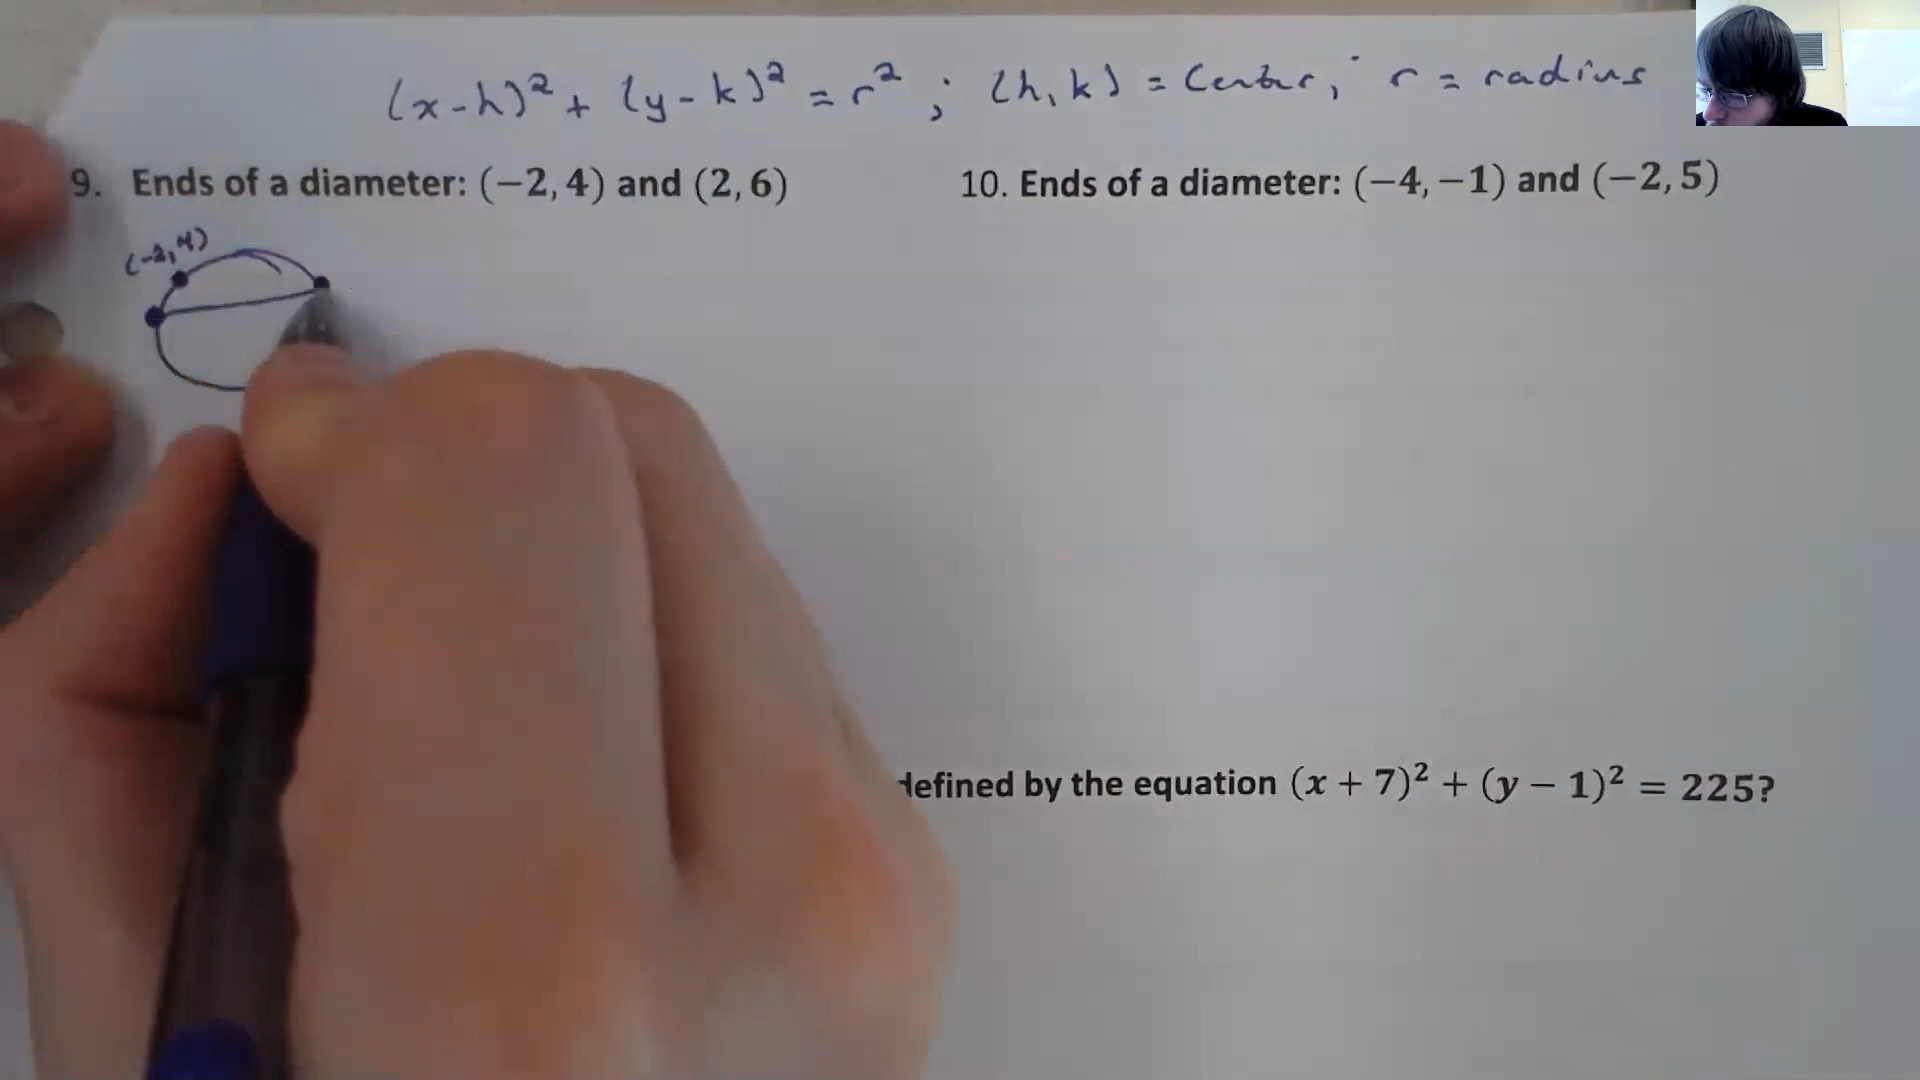 (x-h)² + (y-k)² = r² ; (h,k) = Center, r = radius
9. Ends of a diameter: (−2, 4) and (2, 6)
10. Ends of a diameter: (−4, −1) and (−2, 5)
(-2,4)
defined by the equation (x + 7)² + (y − 1)² = 225?